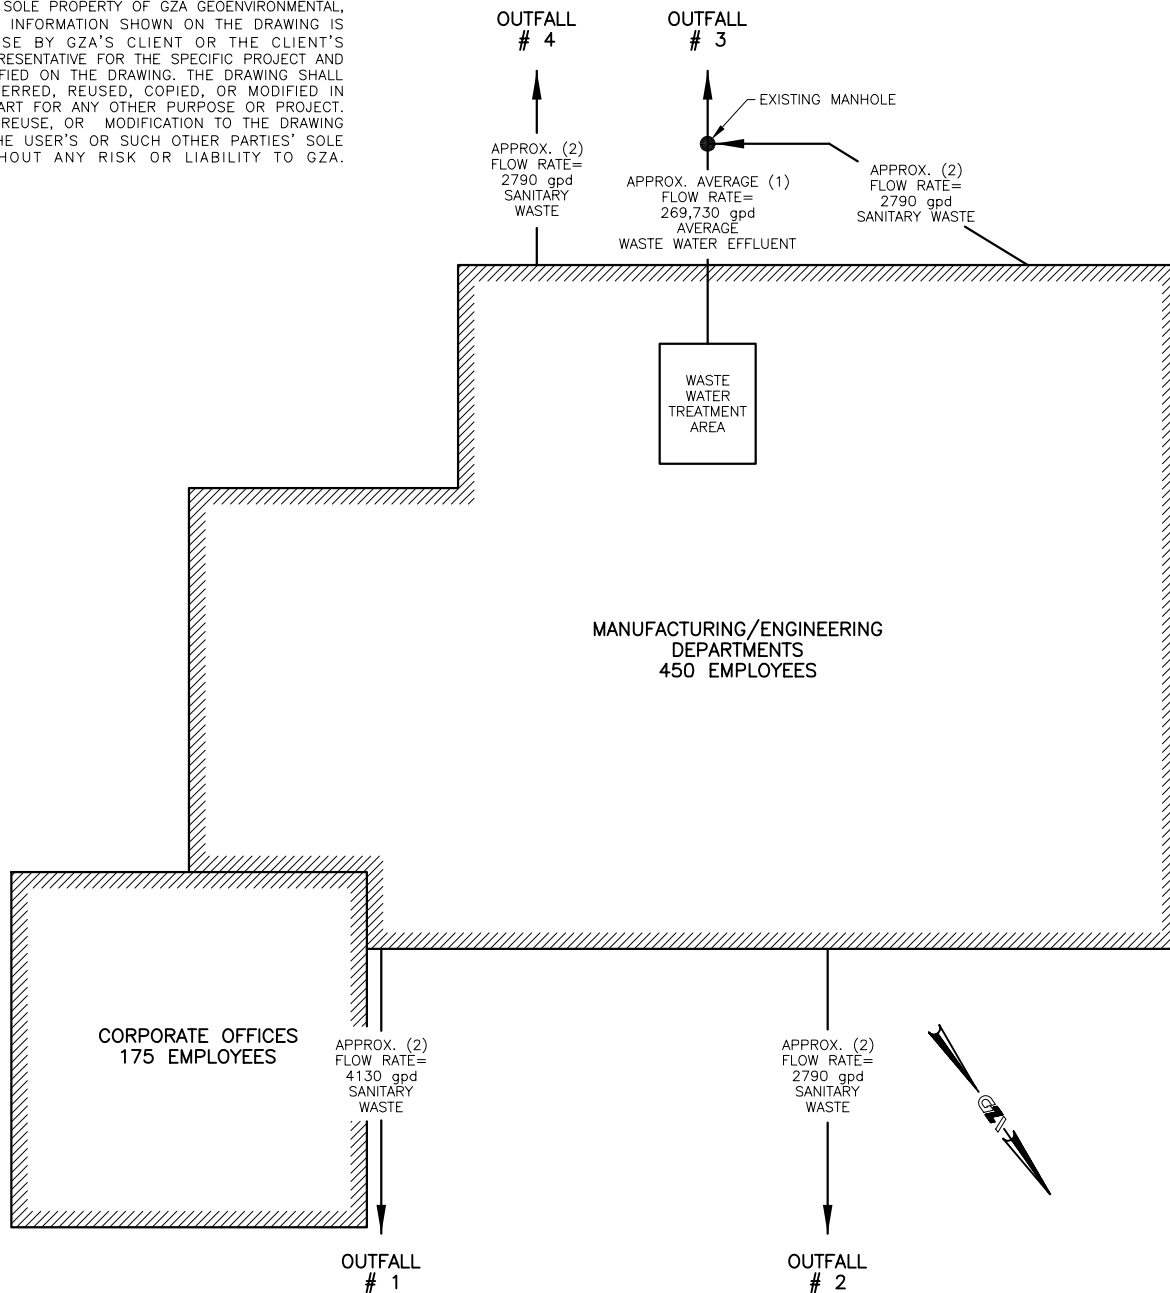 SOLE PROPERTY OF GZA GEOENVIRONMENTAL,
INFORMATION SHOWN ON THE DRAWING IS
BY GZA'S CLIENT OR THE CLIENT'S
AND
ON THE DRAWING. THE DRAWING SHALL
REUSED, COPIED, OR MODIFIED IN
FOR ANY OTHER PURPOSE OR PROJECT.
REUSE, OR MODIFICATION TO THE DRAWING
USER'S OR SUCH OTHER PARTIES' SOLE
ANY RISK OR LIABILITY TO GZA.
OUTFALL
# 4
OUTFALL
# 3
EXISTING MANHOLE
APPROX. (2)
FLOW RATE=
2790 gpd
SANITARY
WASTE
APPROX. AVERAGE (1)
FLOW RATE=
269,730 gpd
AVERAGE
WASTE WATER EFFLUENT
APPROX. (2)
FLOW RATE=
2790 gpd
SANITARY WASTE
WASTE
WATER
TREATMENT
AREA
MANUFACTURING/ENGINEERING
DEPARTMENTS
450 EMPLOYEES
CORPORATE OFFICES
175 EMPLOYEES
APPROX. (2)
FLOW RATE=
4130 gpd
SANITARY
WASTE
APPROX. (2)
FLOW RATE=
2790 gpd
SANITARY
WASTE
GZA
OUTFALL
# 1
OUTFALL
# 2